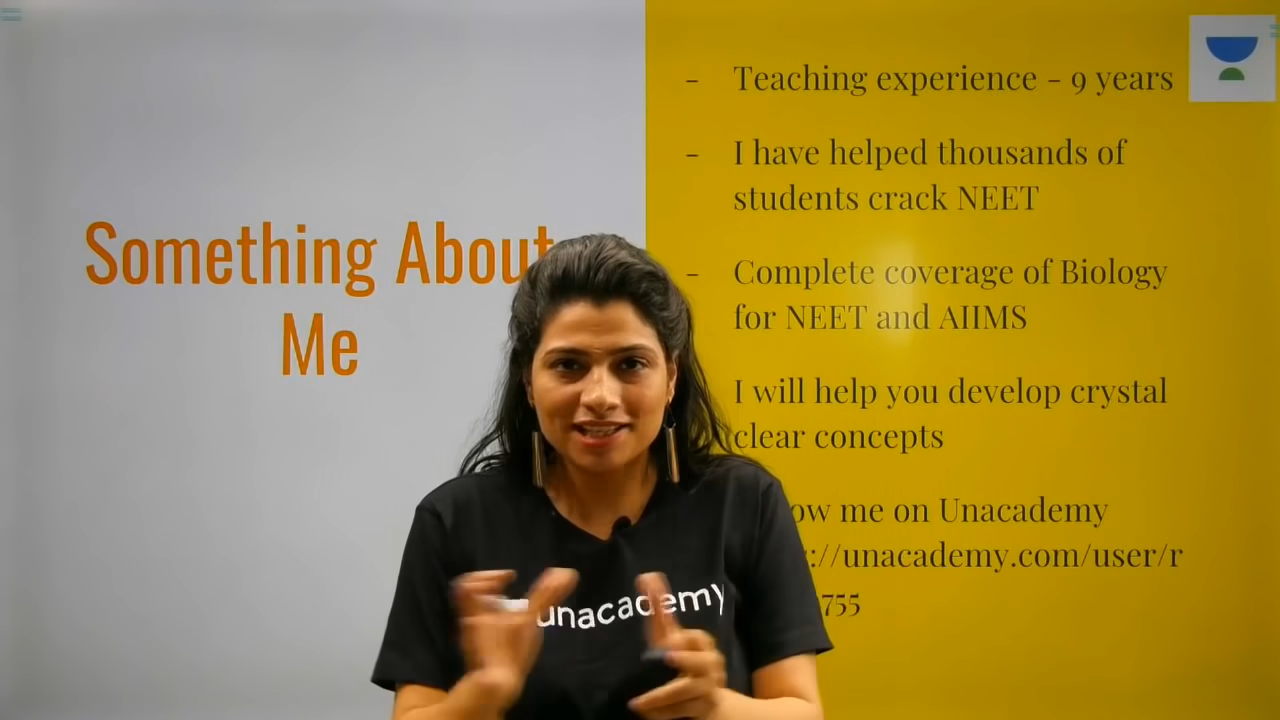 Something About
Me
- Teaching experience - 9 years
- I have helped thousands of
students crack NEET
- Complete coverage of Biology
for NEET and AIIMS
I will help you develop crystal
clear concepts
me on Unacademy
unacademy